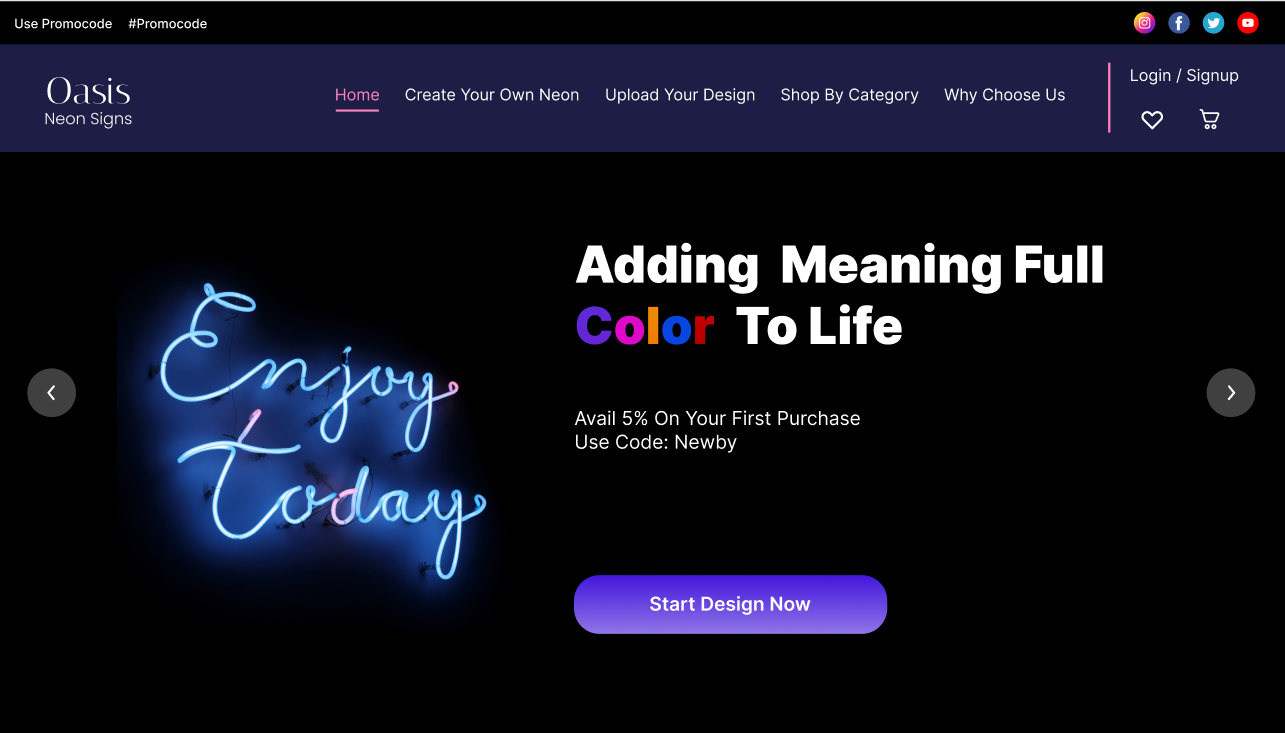 Use Promocode #Promocode
Oasis
Neon Signs
Home Create Your Own Neon Upload Your Design Shop By Category Why Choose Us
Login / Signup
Enjoy
Today
Adding Meaning Full
Color To Life
Avail 5% On Your First Purchase
Use Code: Newby
Start Design Now